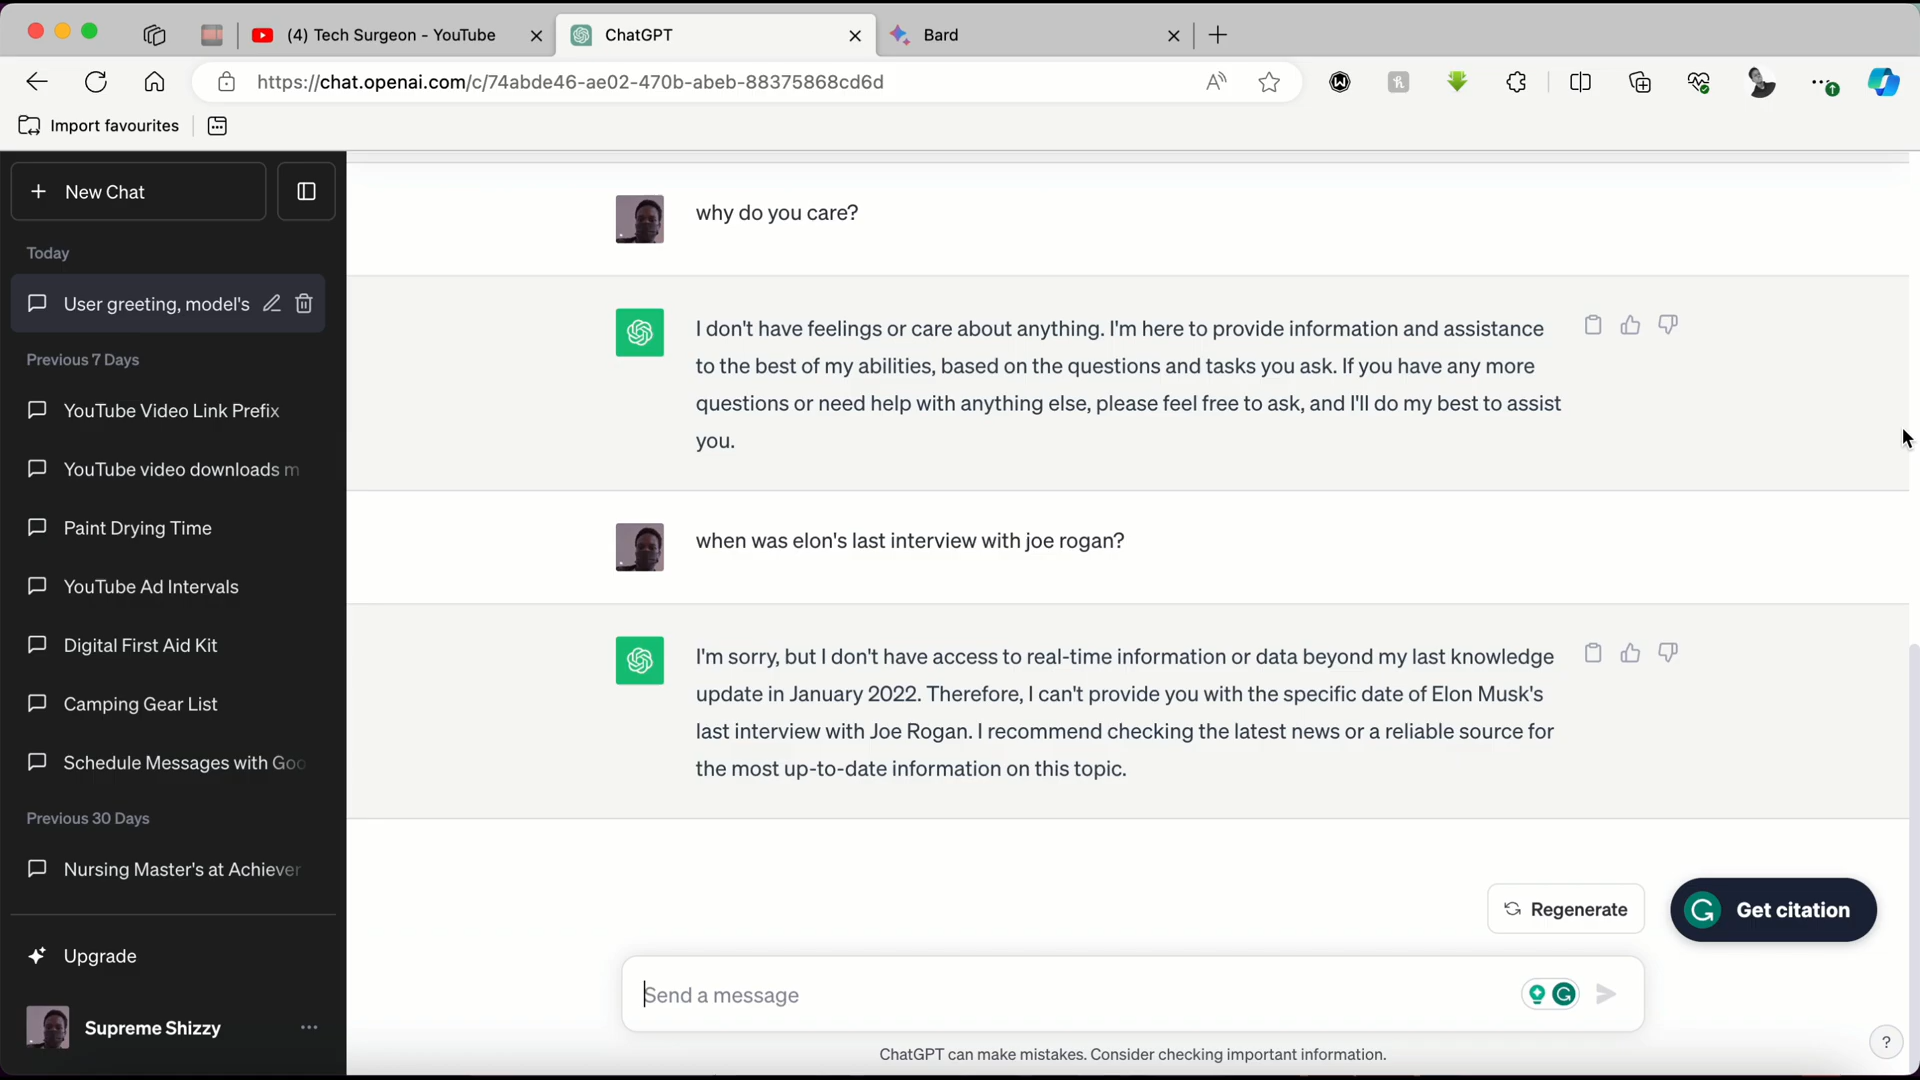 (4) Tech Surgeon - YouTube
ChatGPT
Bard
https://chat.openai.com/c/74abde46-ae02-470b-abeb-88375868cd6d
Import favourites
New Chat
Today
User greeting, model's
Previous 7 Days
YouTube Video Link Prefix
YouTube video downloads m
Paint Drying Time
YouTube Ad Intervals
Digital First Aid Kit
Camping Gear List
Schedule Messages with Goo
Previous 30 Days
Nursing Master's at Achiever
Upgrade
Supreme Shizzy
why do you care?
I don't have feelings or care about anything. I'm here to provide information and assistance
to the best of my abilities, based on the questions and tasks you ask. If you have any more
questions or need help with anything else, please feel free to ask, and I'll do my best to assist
you.
when was elon's last interview with joe rogan?
I'm sorry, but I don't have access to real-time information or data beyond my last knowledge
update in January 2022. Therefore, I can't provide you with the specific date of Elon Musk's
last interview with Joe Rogan. I recommend checking the latest news or a reliable source for
the most up-to-date information on this topic.
Regenerate
Get citation
Send a message
ChatGPT can make mistakes. Consider checking important information.
?